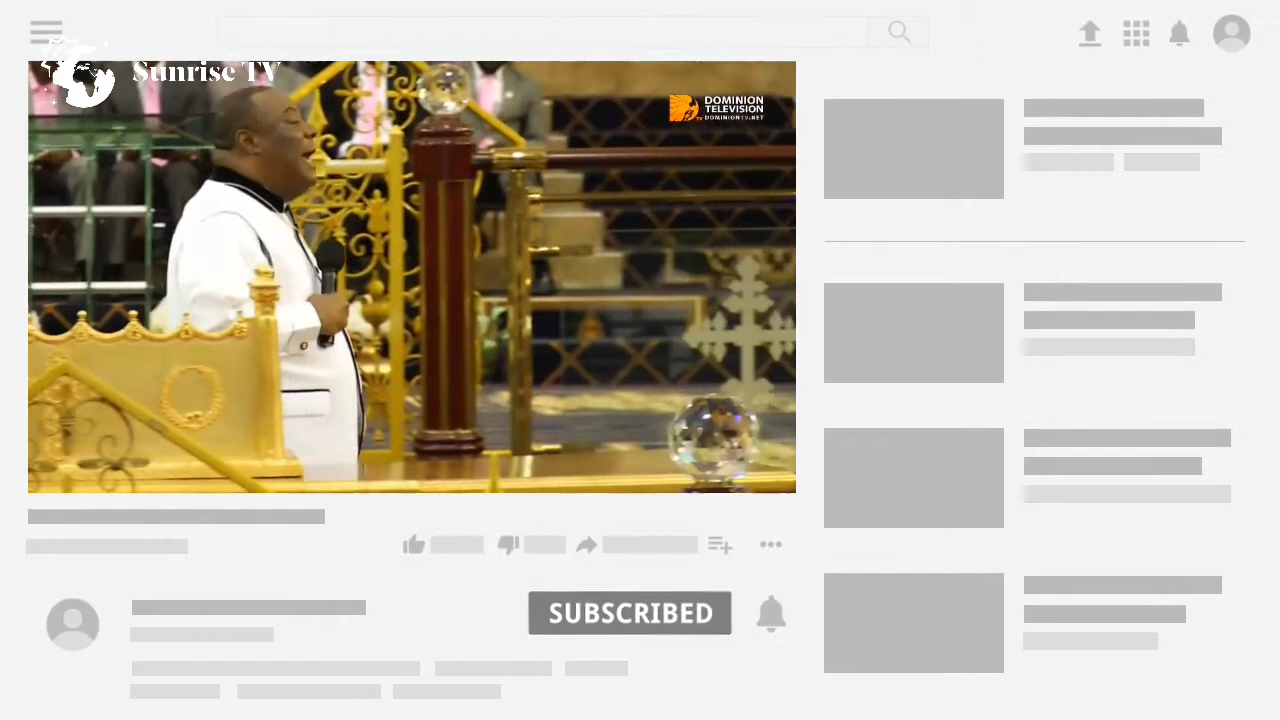 Sunrise TV
DOMINION
TELEVISION
DOMINIONTV.NET
SUBSCRIBED